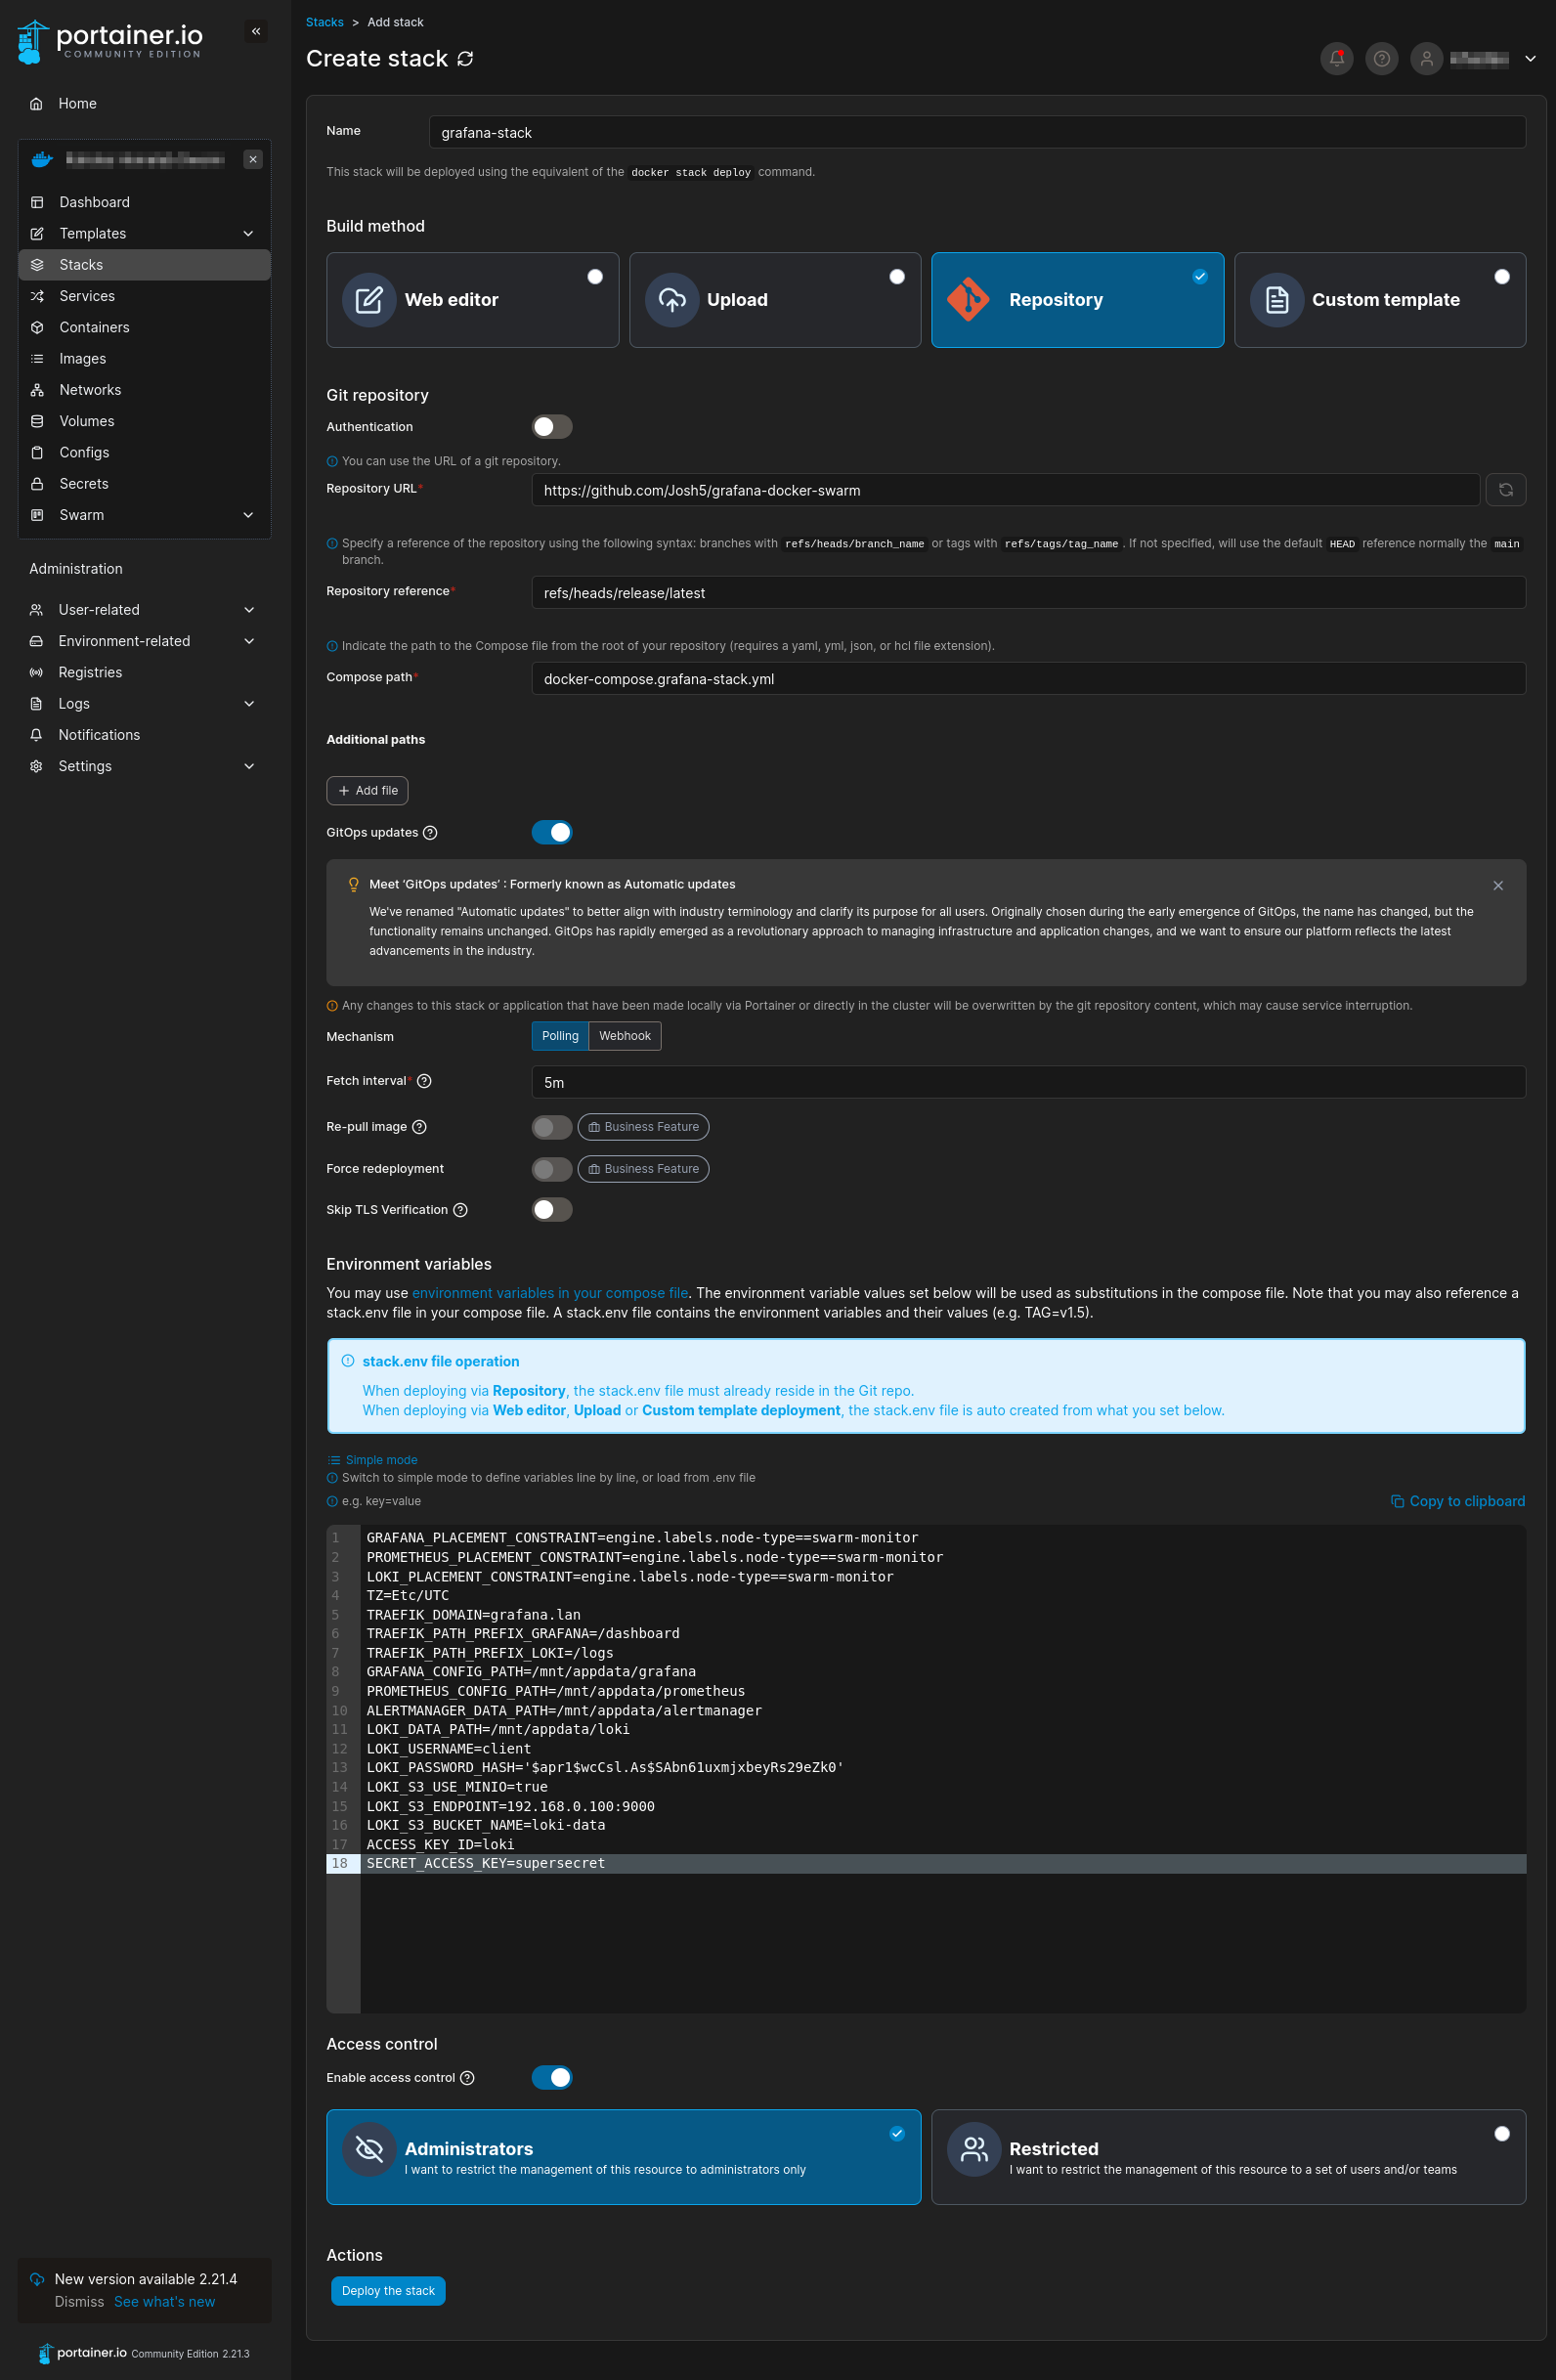 portainer.io
COMMUNITY EDITION
Home
Dashboard
Templates
Stacks
Services
Containers
Images
Networks
Volumes
Configs
Secrets
Swarm
Administration
User-related
Environment-related
Registries
Logs
Notifications
Settings
New version available 2.21.4
Dismiss See what's new
portainer.io Community Edition 2.21.3
Stacks > Add stack
Create stack
Name grafana-stack
This stack will be deployed using the equivalent of the docker stack deploy command.
Build method
Web editor
Upload
Repository
Custom template
Git repository
Authentication
You can use the URL of a git repository.
Repository URL* https://github.com/Josh5/grafana-docker-swarm
Specify a reference of the repository using the following syntax: branches with refs/heads/branch_name or tags with refs/tags/tag_name. If not specified, will use the default HEAD reference normally the main
branch.
Repository reference* refs/heads/release/latest
Indicate the path to the Compose file from the root of your repository (requires a yaml, yml, json, or hcl file extension).
Compose path* docker-compose.grafana-stack.yml
Additional paths
+ Add file
GitOps updates
Meet 'GitOps updates' : Formerly known as Automatic updates
We've renamed "Automatic updates" to better align with industry terminology and clarify its purpose for all users. Originally chosen during the early emergence of GitOps, the name has changed, but the
functionality remains unchanged. GitOps has rapidly emerged as a revolutionary approach to managing infrastructure and application changes, and we want to ensure our platform reflects the latest
advancements in the industry.
Any changes to this stack or application that have been made locally via Portainer or directly in the cluster will be overwritten by the git repository content, which may cause service interruption.
Mechanism Polling Webhook
Fetch interval* 5m
Re-pull image Business Feature
Force redeployment Business Feature
Skip TLS Verification
Environment variables
You may use environment variables in your compose file. The environment variable values set below will be used as substitutions in the compose file. Note that you may also reference a
stack.env file in your compose file. A stack.env file contains the environment variables and their values (e.g. TAG=v1.5).
stack.env file operation
When deploying via Repository, the stack.env file must already reside in the Git repo.
When deploying via Web editor, Upload or Custom template deployment, the stack.env file is auto created from what you set below.
Simple mode
Switch to simple mode to define variables line by line, or load from .env file
e.g. key=value Copy to clipboard
1 GRAFANA_PLACEMENT_CONSTRAINT=engine.labels.node-type==swarm-monitor
2 PROMETHEUS_PLACEMENT_CONSTRAINT=engine.labels.node-type==swarm-monitor
3 LOKI_PLACEMENT_CONSTRAINT=engine.labels.node-type==swarm-monitor
4 TZ=Etc/UTC
5 TRAEFIK_DOMAIN=grafana.lan
6 TRAEFIK_PATH_PREFIX_GRAFANA=/dashboard
7 TRAEFIK_PATH_PREFIX_LOKI=/logs
8 GRAFANA_CONFIG_PATH=/mnt/appdata/grafana
9 PROMETHEUS_CONFIG_PATH=/mnt/appdata/prometheus
10 ALERTMANAGER_DATA_PATH=/mnt/appdata/alertmanager
11 LOKI_DATA_PATH=/mnt/appdata/loki
12 LOKI_USERNAME=client
13 LOKI_PASSWORD_HASH='$apr1$wcCsl.As$SAbn61uxmjxbeyRs29eZk0'
14 LOKI_S3_USE_MINIO=true
15 LOKI_S3_ENDPOINT=192.168.0.100:9000
16 LOKI_S3_BUCKET_NAME=loki-data
17 ACCESS_KEY_ID=loki
18 SECRET_ACCESS_KEY=supersecret
Access control
Enable access control
Administrators
I want to restrict the management of this resource to administrators only
Restricted
I want to restrict the management of this resource to a set of users and/or teams
Actions
Deploy the stack